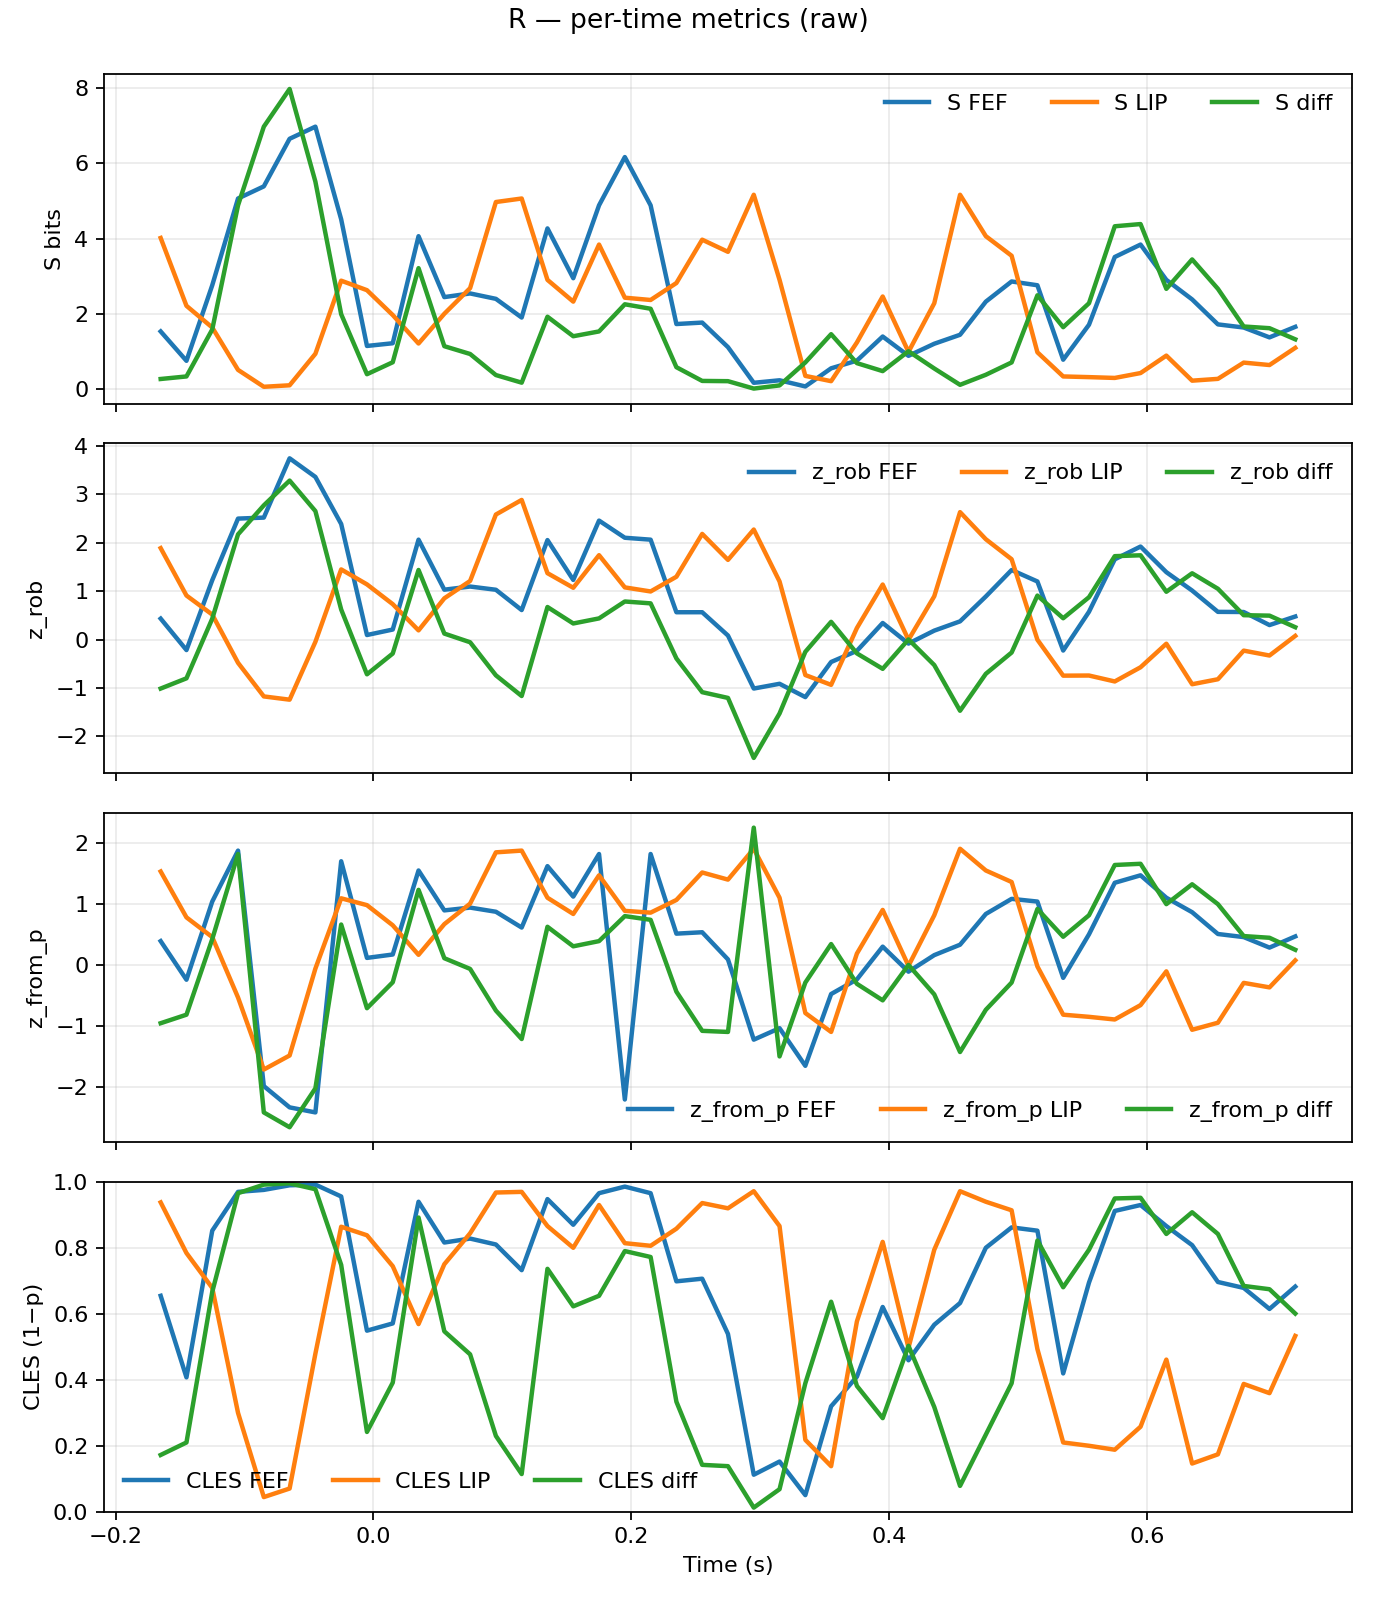 R — per-time metrics (raw)
8
6
4
2
0
S bits
S FEF
S LIP
S diff
4
3
2
1
0
−1
−2
z_rob
z_rob FEF
z_rob LIP
z_rob diff
2
1
0
−1
−2
z_from_p
z_from_p FEF
z_from_p LIP
z_from_p diff
1.0
0.8
0.6
0.4
0.2
0.0
CLES (1−p)
CLES FEF
CLES LIP
CLES diff
−0.2
0.0
0.2
0.4
0.6
Time (s)